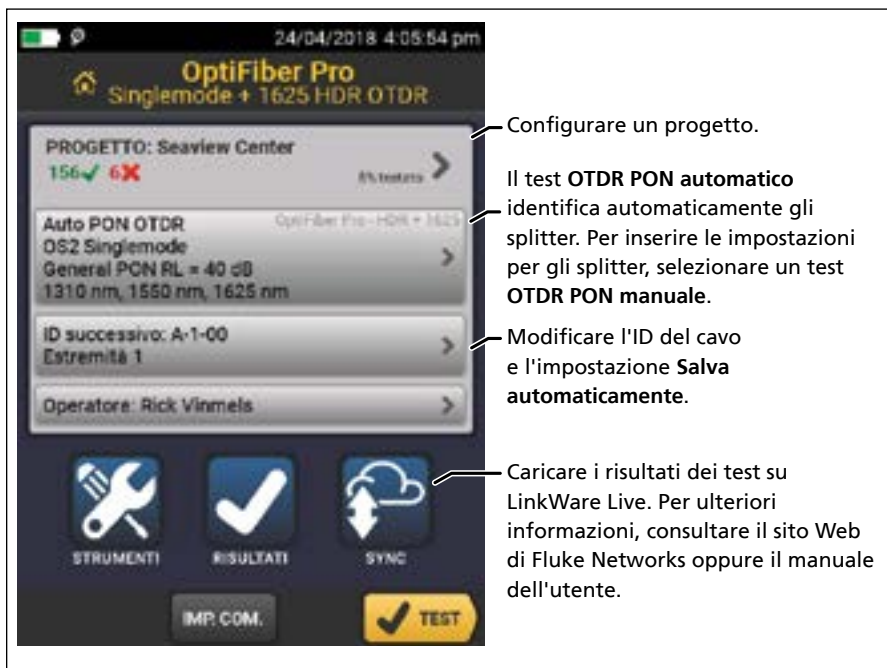 24/04/2018 4:05:54 pm
OptiFiber Pro
Singlemode + 1625 HDR OTDR
PROGETTO: Seaview Center
156✓ 6✗
8% testato
Auto PON OTDR
OptiFiber Pro - HDR + 1625
OS2 Singlemode
General PON RL = 40 dB
1310 nm, 1550 nm, 1625 nm
ID successivo: A-1-00
Estremità 1
Operatore: Rick Vinmels
STRUMENTI
RISULTATI
SYNC
IMP. COM.
TEST
Configurare un progetto.
Il test OTDR PON automatico
identifica automaticamente gli
splitter. Per inserire le impostazioni
per gli splitter, selezionare un test
OTDR PON manuale.
Modificare l'ID del cavo
e l'impostazione Salva
automaticamente.
Caricare i risultati dei test su
LinkWare Live. Per ulteriori
informazioni, consultare il sito Web
di Fluke Networks oppure il manuale
dell'utente.